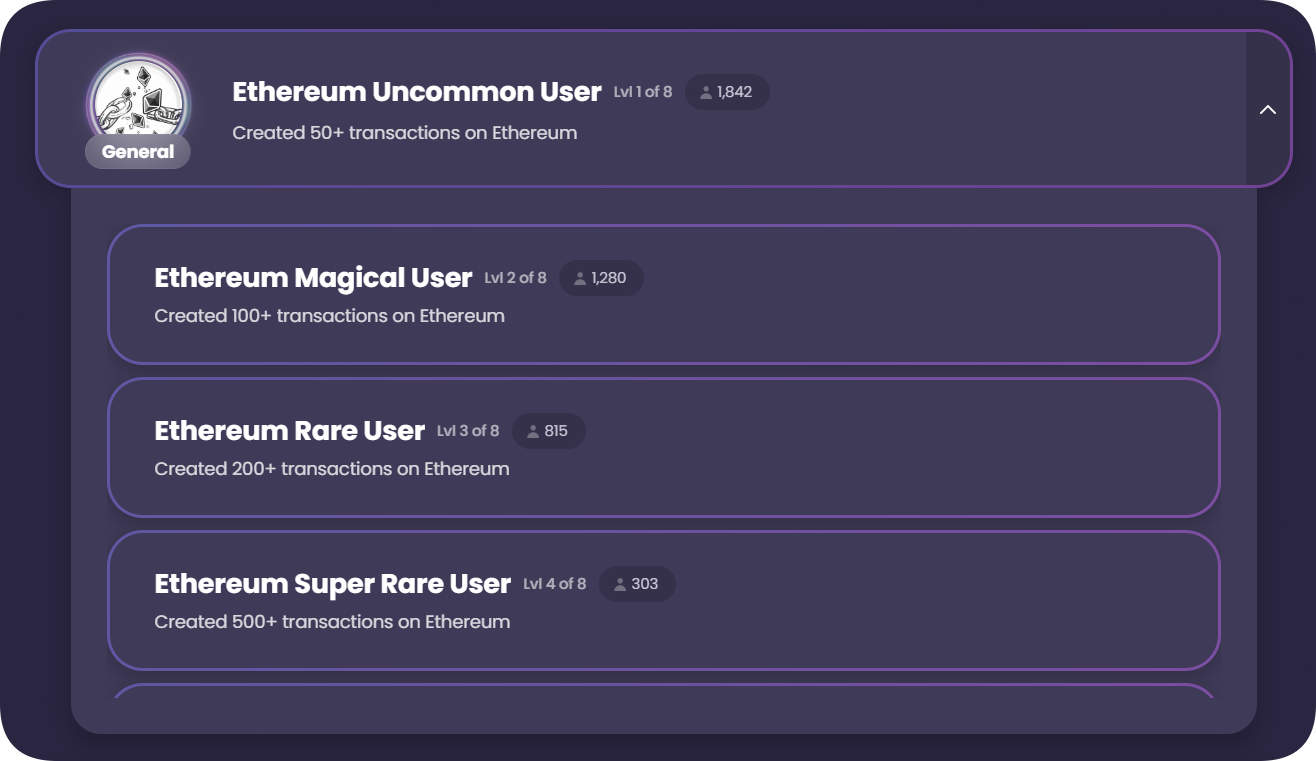 Ethereum Uncommon User Lvl 1 of 8 1,842
Created 50+ transactions on Ethereum
General
Ethereum Magical User Lvl 2 of 8 1,280
Created 100+ transactions on Ethereum
Ethereum Rare User Lvl 3 of 8 815
Created 200+ transactions on Ethereum
Ethereum Super Rare User Lvl 4 of 8 303
Created 500+ transactions on Ethereum